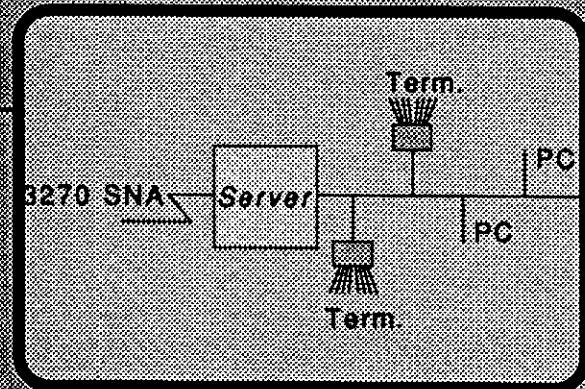 Term.
PC
3270 SNA
Server
PC
Term.